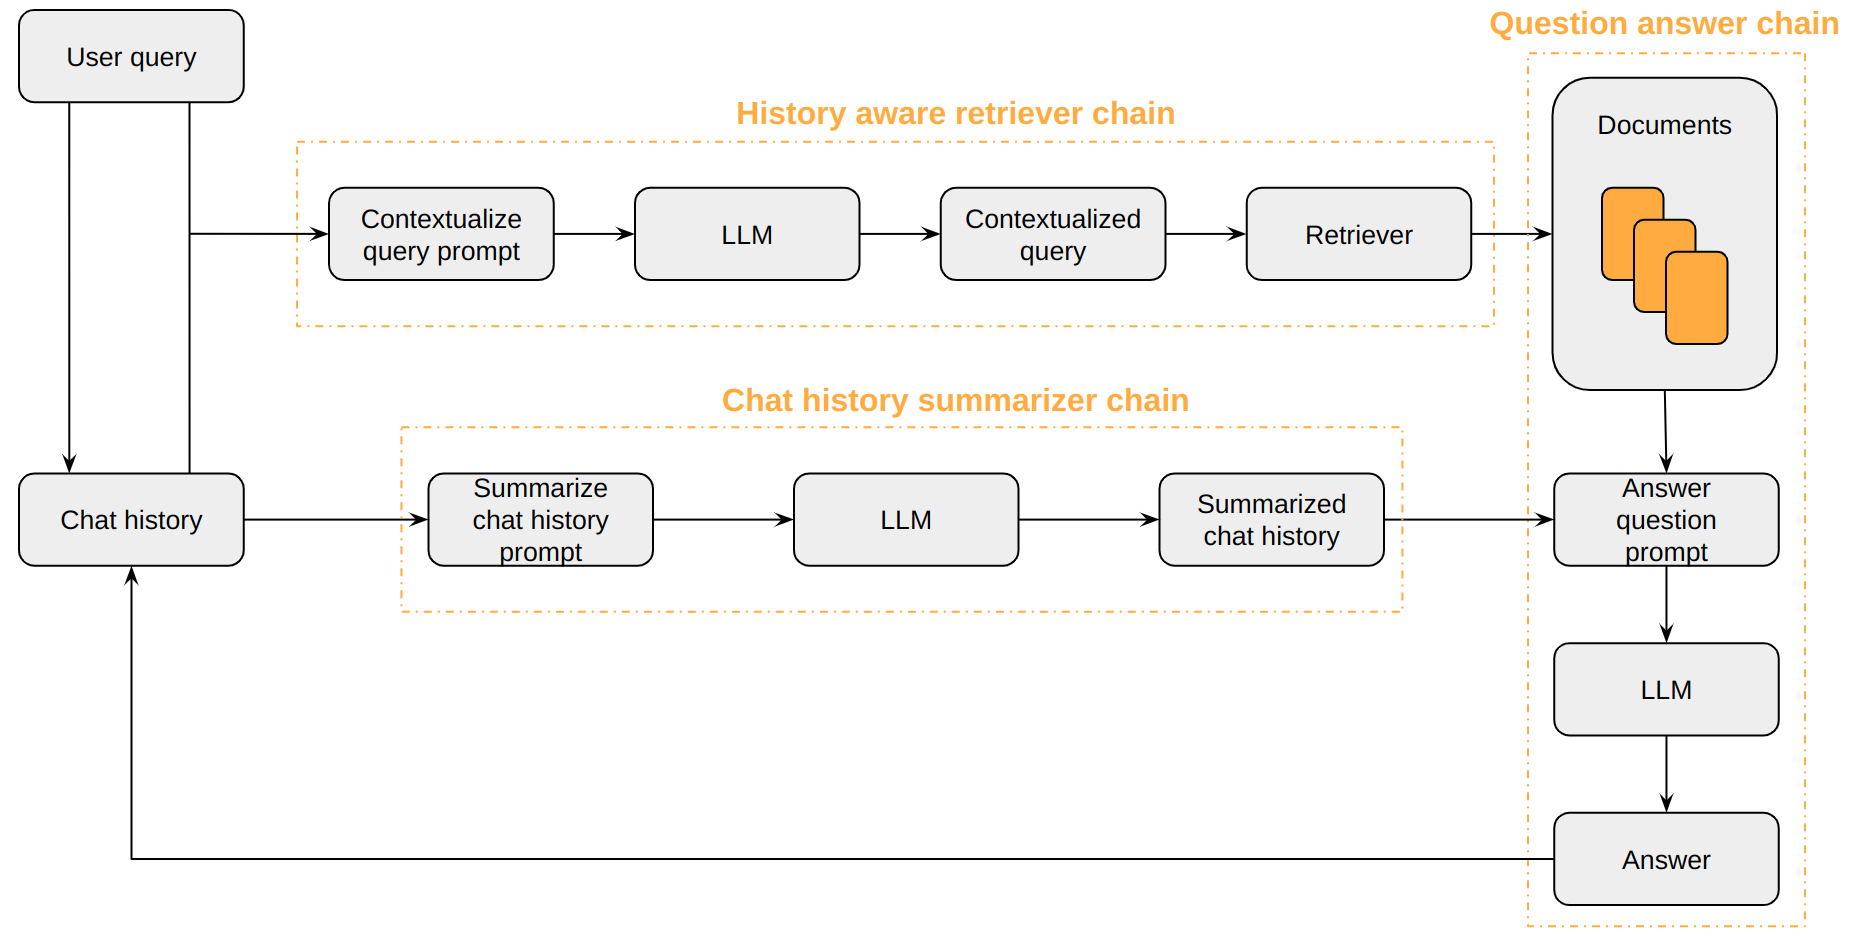 Question answer chain
User query
History aware retriever chain
Documents
Contextualize
query prompt
LLM
Contextualized
query
Retriever
Chat history summarizer chain
Chat history
Summarize
chat history
prompt
LLM
Summarized
chat history
Answer
question
prompt
LLM
Answer